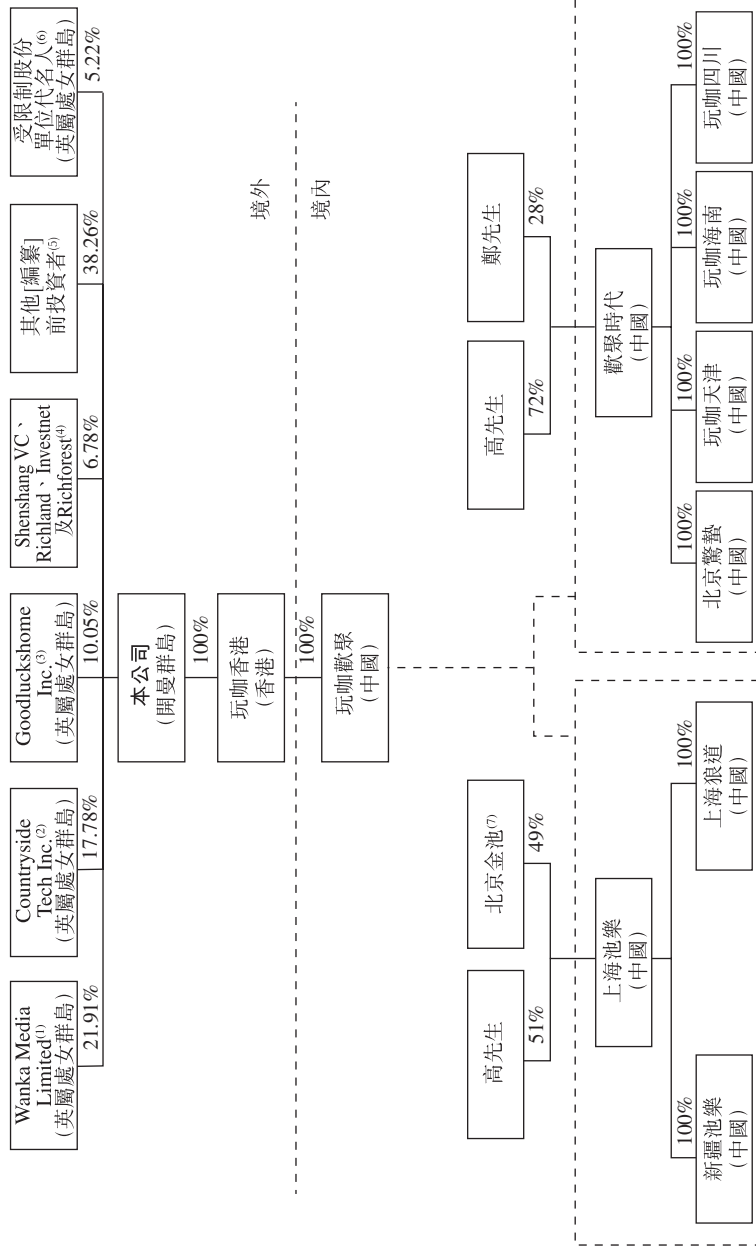 Wanka Media
Limited(1)
(英屬處女群島)
21.91%
Countryside
Tech Inc.(2)
(英屬處女群島)
17.78%
Goodluckshome
Inc.(3)
(英屬處女群島)
10.05%
Shenshang VC、
Richland、Investnet
及Richforest(4)
6.78%
其他[編纂]
前投資者(5)
38.26%
受限制股份
單位代名人(6)
(英屬處女群島)
5.22%
本公司
(開曼群島)
100%
玩咖香港
(香港)
境外
境內
100%
玩咖歡聚
(中國)
高先生
51%
北京金池(7)
49%
高先生
72%
鄭先生
28%
上海池樂
(中國)
歡聚時代
(中國)
100%
新疆池樂
(中國)
100%
上海狼道
(中國)
100%
北京驚蟄
(中國)
100%
玩咖天津
(中國)
100%
玩咖海南
(中國)
100%
玩咖四川
(中國)